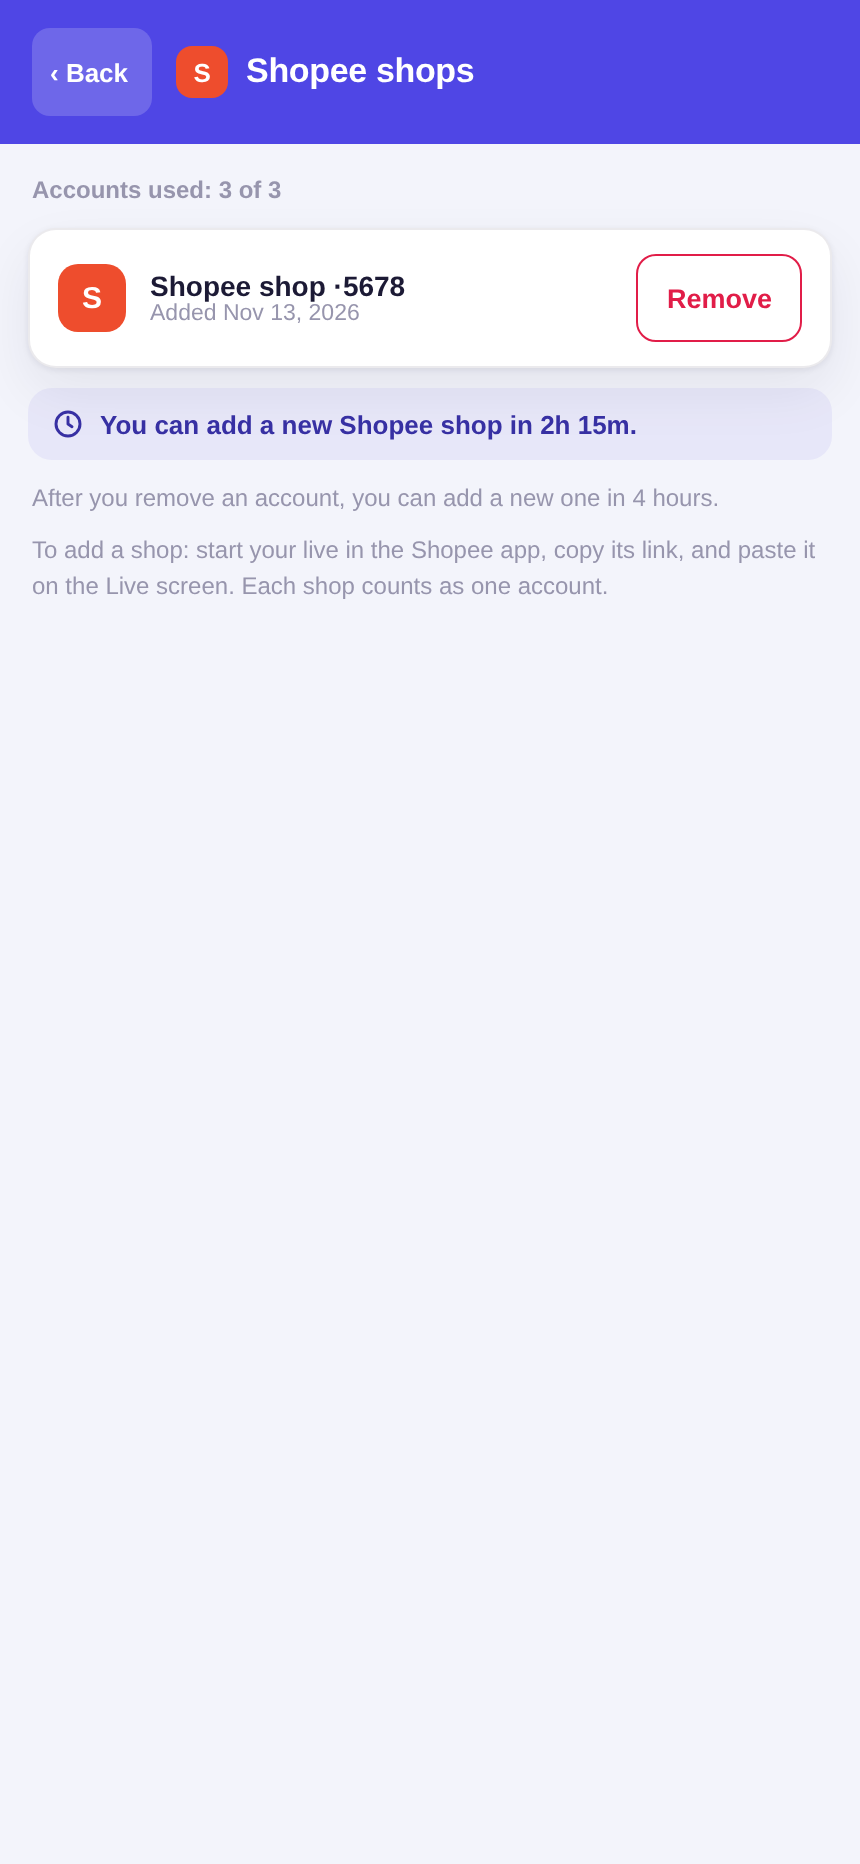 ‹ Back
S
Shopee shops
Accounts used: 3 of 3
S
Shopee shop ·5678
Added Nov 13, 2026
Remove
You can add a new Shopee shop in 2h 15m.
After you remove an account, you can add a new one in 4 hours.
To add a shop: start your live in the Shopee app, copy its link, and paste it
on the Live screen. Each shop counts as one account.